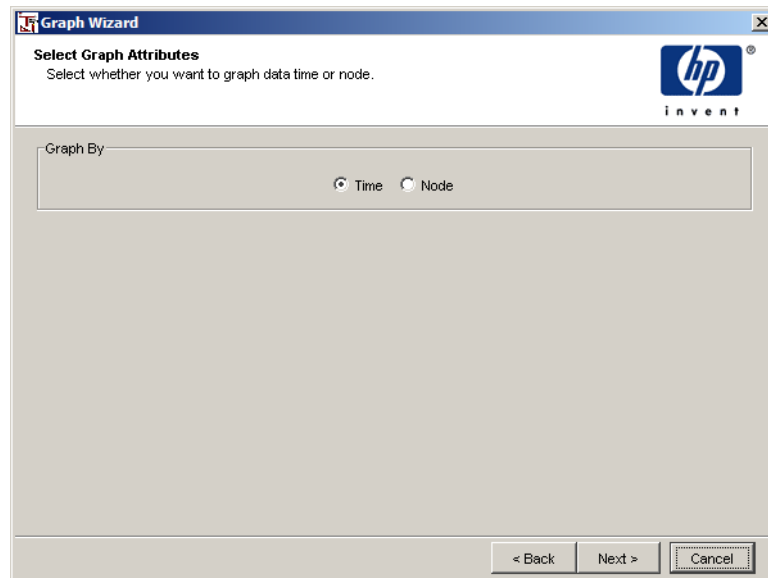 Graph Wizard
Select Graph Attributes
Select whether you want to graph data time or node.
hp ®
invent
Graph By
Time Node
< Back Next > Cancel